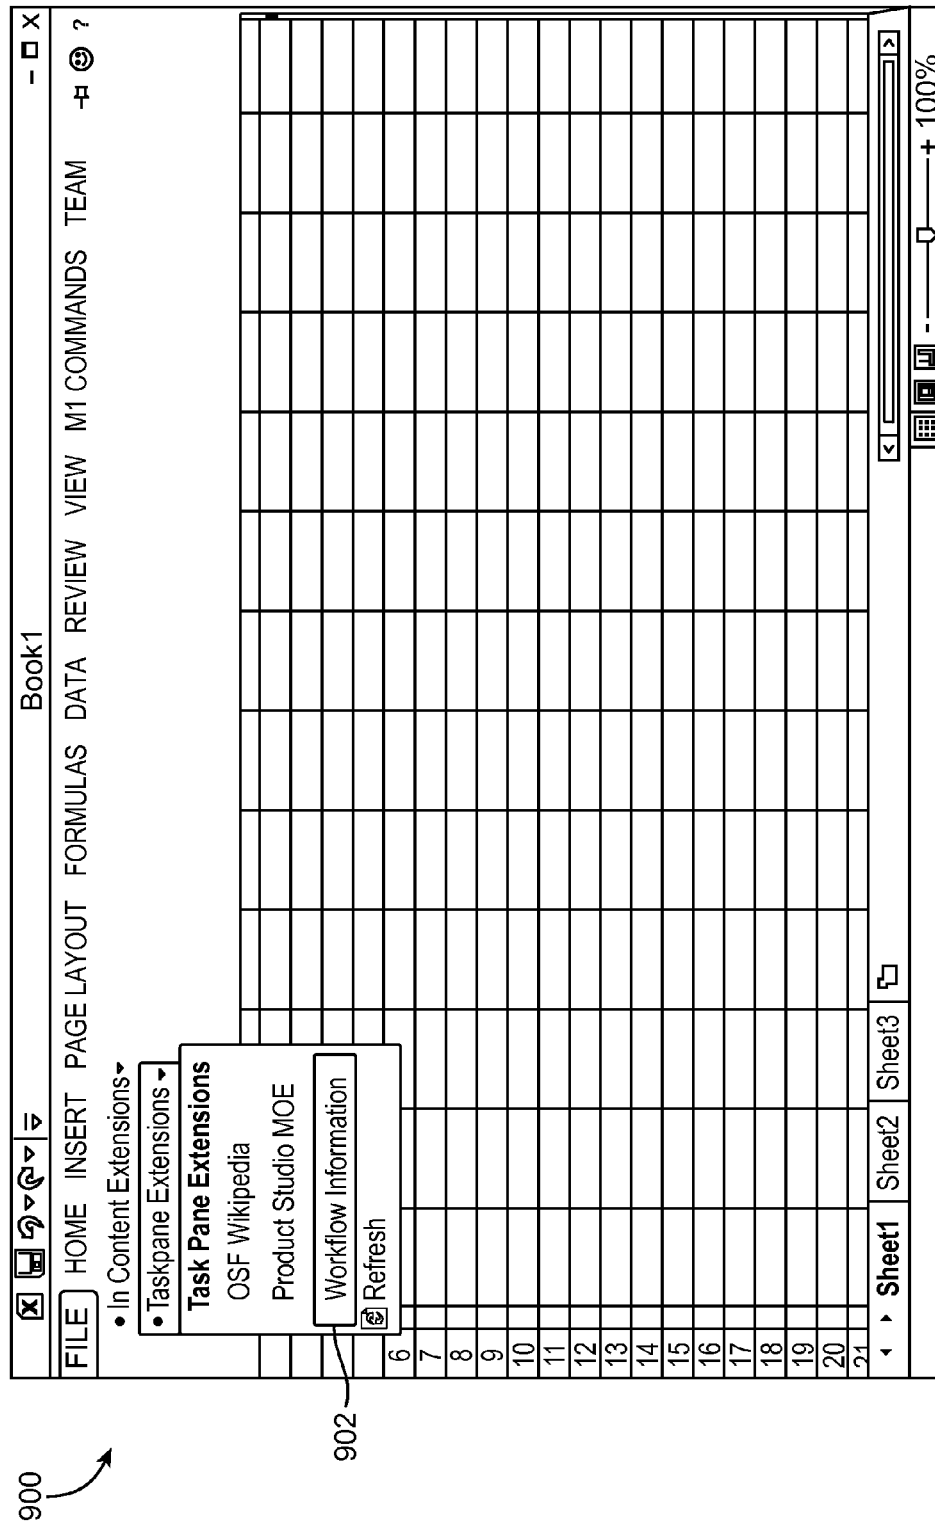 900
Book1
FILE HOME INSERT PAGE LAYOUT FORMULAS DATA REVIEW VIEW M1 COMMANDS TEAM ?
• In Content Extensions
• Taskpane Extensions
Task Pane Extensions
OSF Wikipedia
Product Studio MOE
Workflow Information
Refresh
902
6
7
8
9
10
11
12
13
14
15
16
17
18
19
20
21
Sheet1 Sheet2 Sheet3
- + 100%